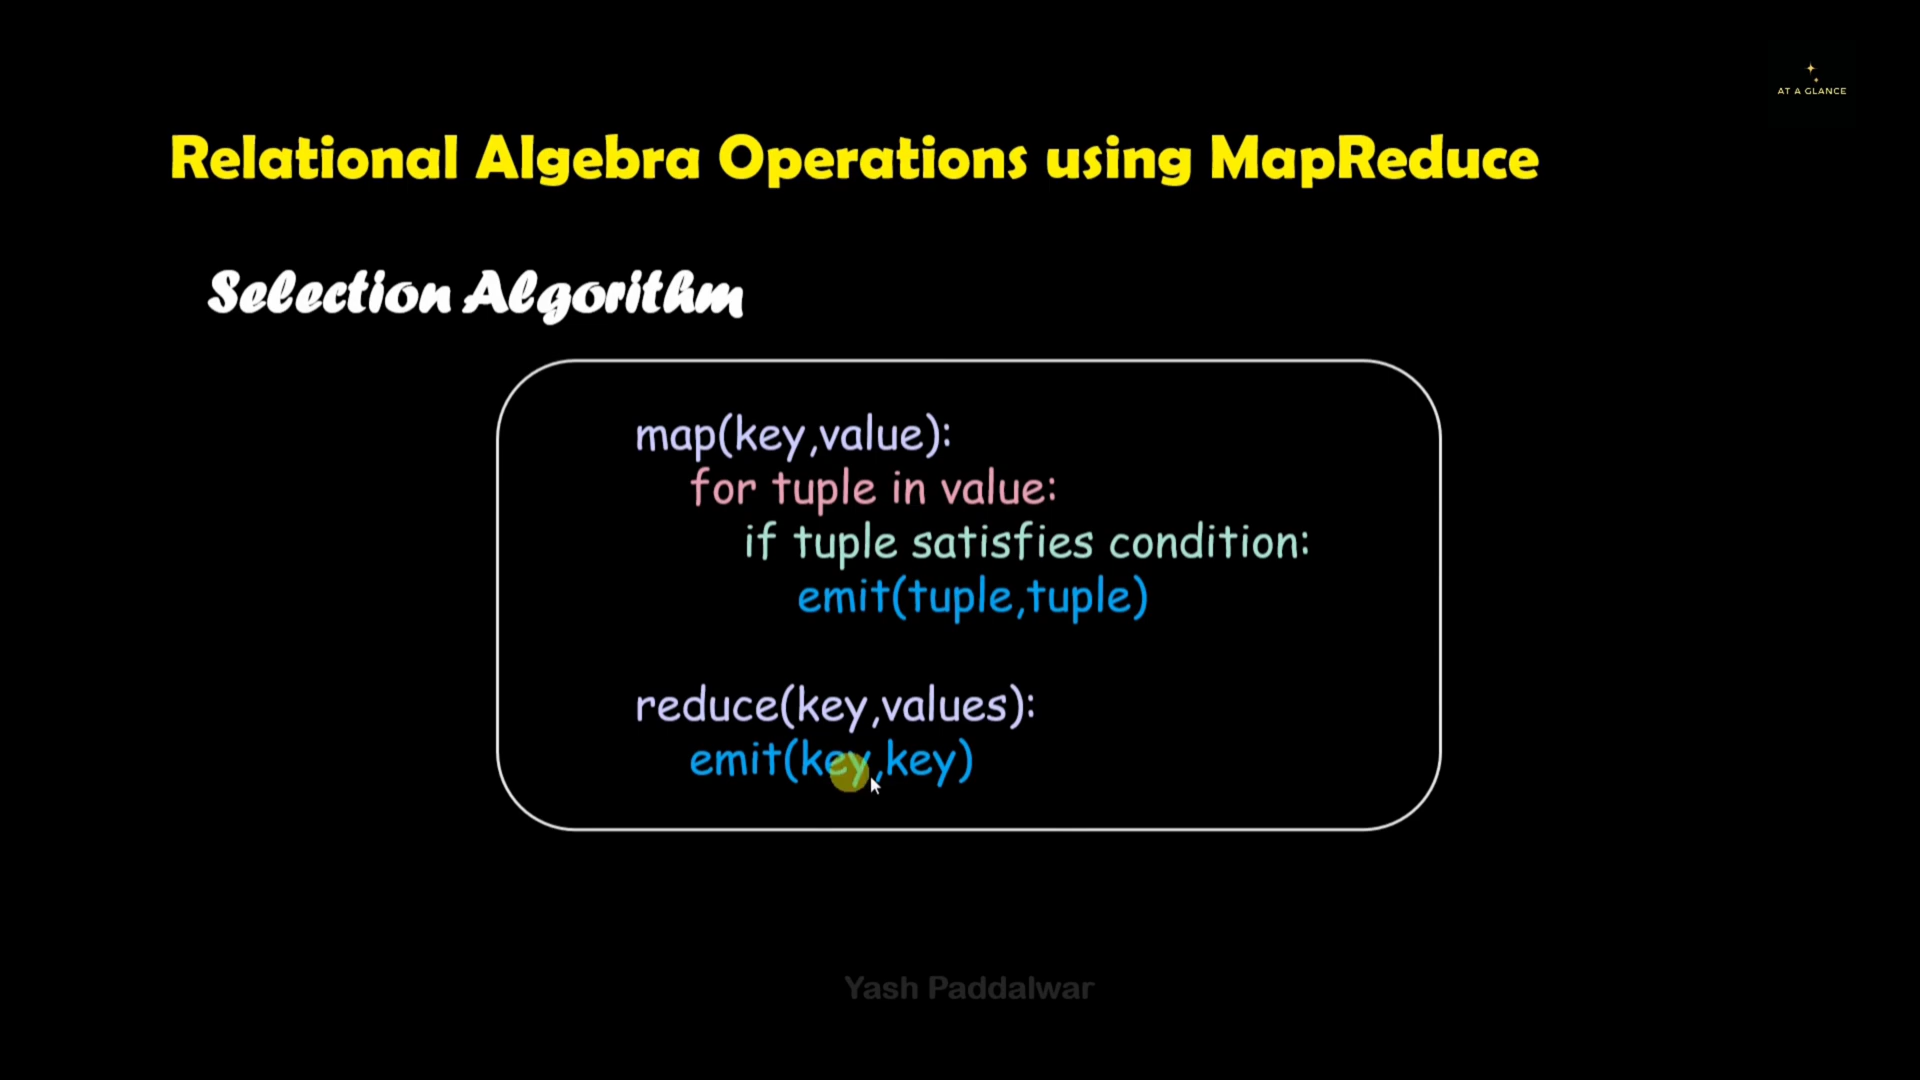 AT A GLANCE
Relational Algebra Operations using MapReduce
Selection Algorithm
map(key,value):
for tuple in value:
if tuple satisfies condition:
emit(tuple,tuple)
reduce(key,values):
emit(key,key)
Yash Paddalwar